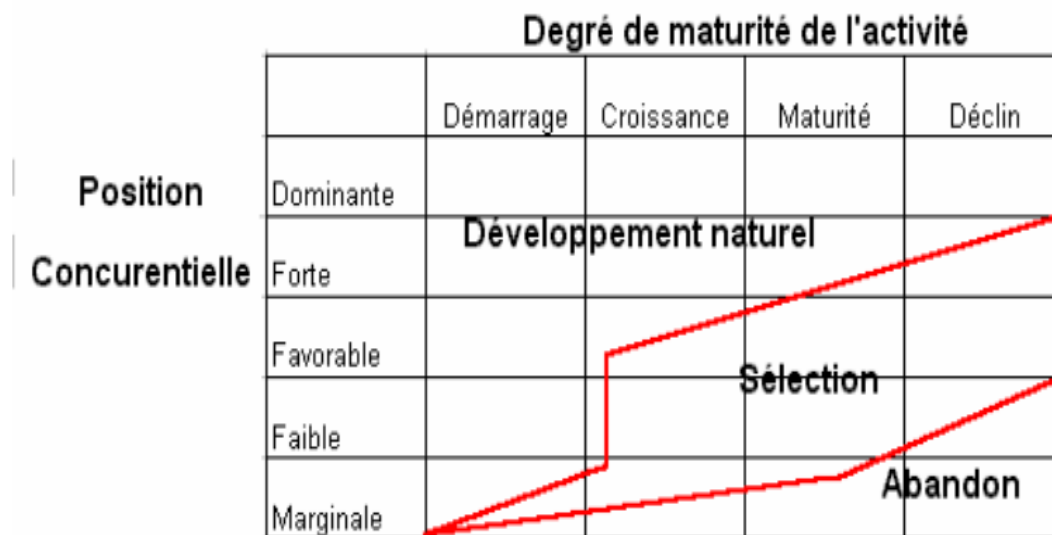 Degré de maturité de l'activité
Démarrage Croissance Maturité Déclin
Position
Concurentielle
Dominante
Développement naturel
Forte
Favorable
Sélection
Faible
Abandon
Marginale